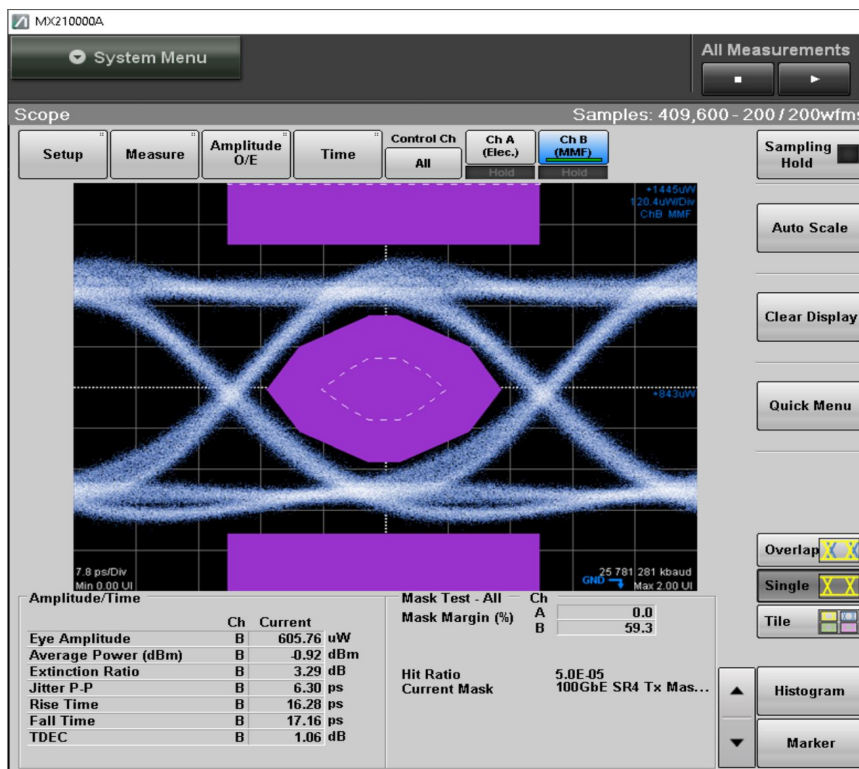 MX210000A
System Menu
All Measurements
Scope
Samples: 409,600 - 200 / 200wfms
Setup
Measure
Amplitude
O/E
Time
Control Ch
All
Ch A
(Elec.)
Hold
Ch B
(MMF)
Hold
Sampling
Hold
+1445uW
120.4uW/Div
ChB MMF
Auto Scale
Clear Display
+843uW
Quick Menu
7.8 ps/Div
Min 0.00 UI
25 781 281 kbaud
GND
Max 2.00 UI
Overlap
Single
Tile
Amplitude/Time
Ch Current
Eye Amplitude B 605.76 uW
Average Power (dBm) B -0.92 dBm
Extinction Ratio B 3.29 dB
Jitter P-P B 6.30 ps
Rise Time B 16.28 ps
Fall Time B 17.16 ps
TDEC B 1.06 dB
Mask Test - All Ch
Mask Margin (%) A 0.0
B 59.3
Hit Ratio 5.0E-05
Current Mask 100GbE SR4 Tx Mas...
Histogram
Marker